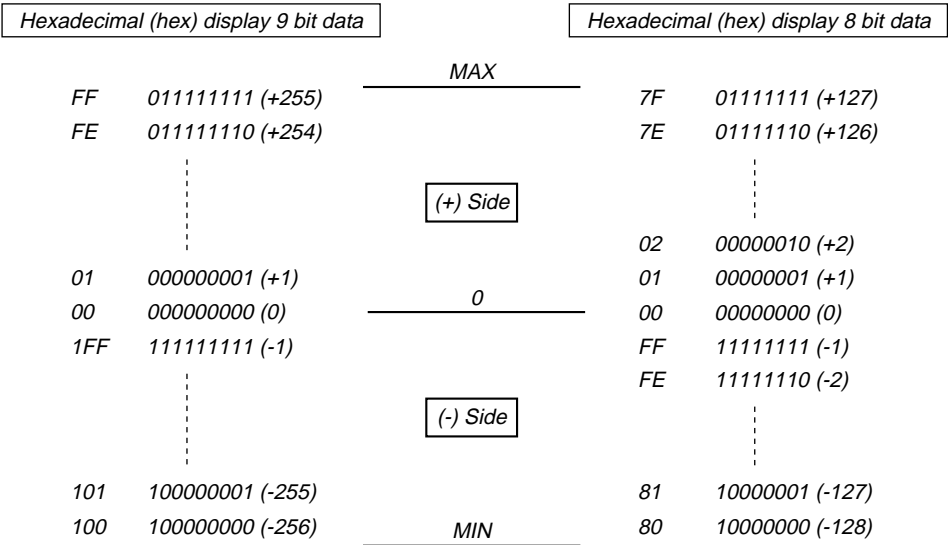 Hexadecimal (hex) display 9 bit data
FF 011111111 (+255)
FE 011111110 (+254)
01 000000001 (+1)
00 000000000 (0)
1FF 111111111 (-1)
101 100000001 (-255)
100 100000000 (-256)
MAX
(+) Side
0
(-) Side
MIN
Hexadecimal (hex) display 8 bit data
7F 01111111 (+127)
7E 01111110 (+126)
02 00000010 (+2)
01 00000001 (+1)
00 00000000 (0)
FF 11111111 (-1)
FE 11111110 (-2)
81 10000001 (-127)
80 10000000 (-128)